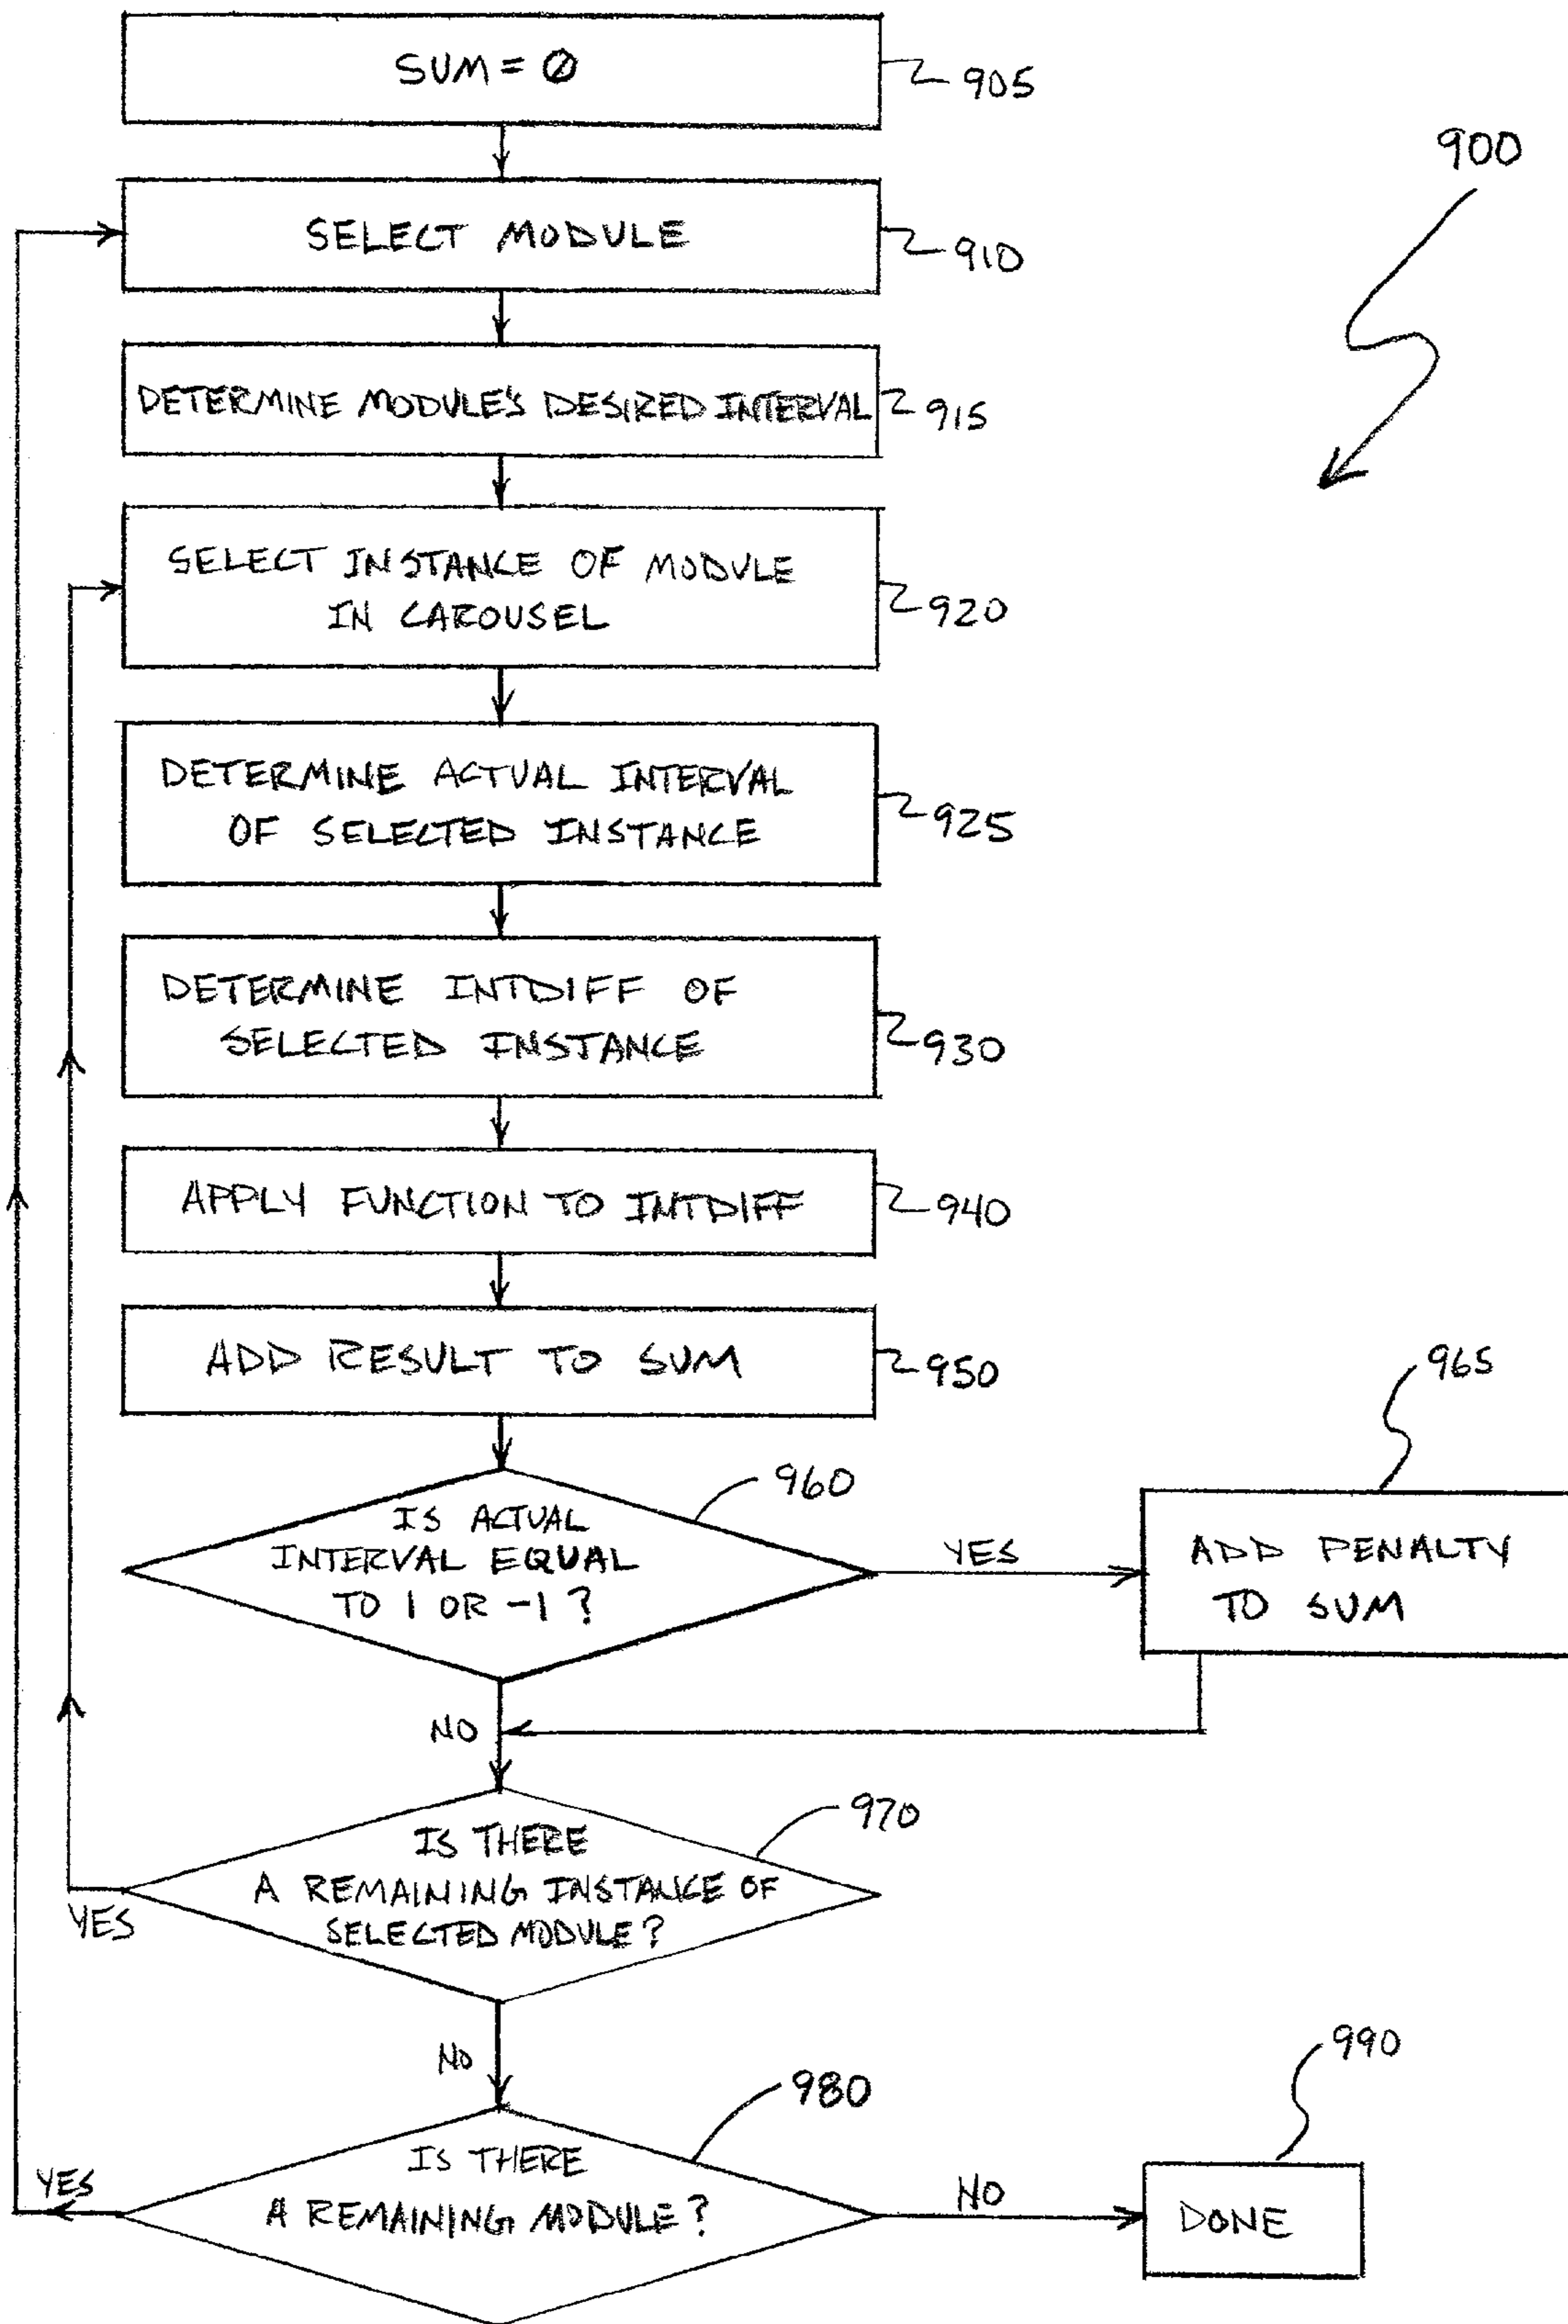 SUM = 0
905
900
SELECT MODULE
910
DETERMINE MODULE'S DESIRED INTERVAL
915
SELECT INSTANCE OF MODULE
IN CAROUSEL
920
DETERMINE ACTUAL INTERVAL
OF SELECTED INSTANCE
925
DETERMINE INTDIFF OF
SELECTED INSTANCE
930
APPLY FUNCTION TO INTDIFF
940
ADD RESULT TO SUM
950
965
960
IS ACTUAL
INTERVAL EQUAL
TO 1 OR -1?
YES
ADD PENALTY
TO SUM
NO
970
IS THERE
A REMAINING INSTANCE OF
SELECTED MODULE?
YES
NO
990
980
IS THERE
A REMAINING MODULE?
YES
NO
DONE